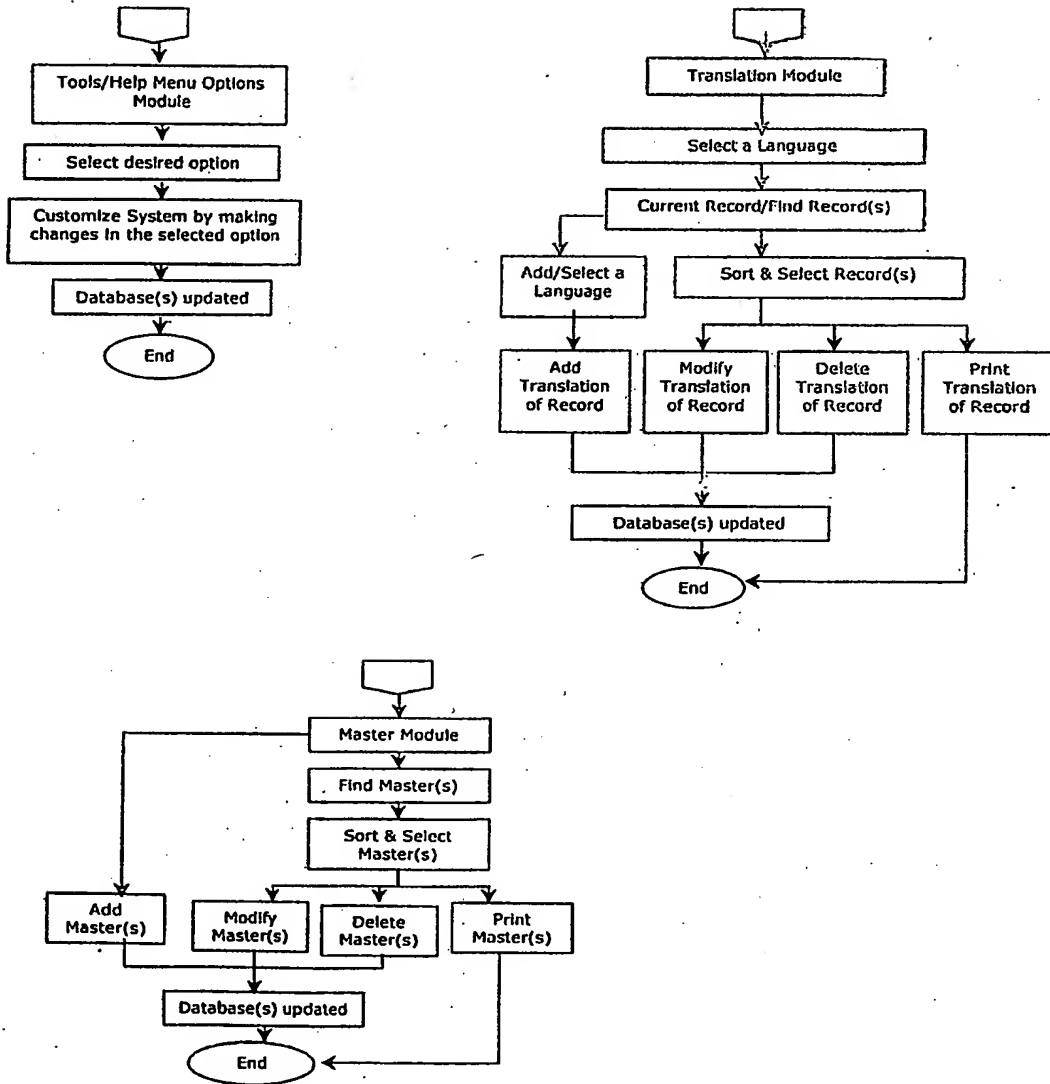 Tools/Help Menu Options
Module
Select desired option
Customize System by making
changes in the selected option
Database(s) updated
End
Translation Module
Select a Language
Current Record/Find Record(s)
Add/Select a
Language
Sort & Select Record(s)
Add
Translation
of Record
Modify
Translation
of Record
Delete
Translation
of Record
Print
Translation
of Record
Database(s) updated
End
Master Module
Find Master(s)
Sort & Select
Master(s)
Add
Master(s)
Modify
Master(s)
Delete
Master(s)
Print
Master(s)
Database(s) updated
End